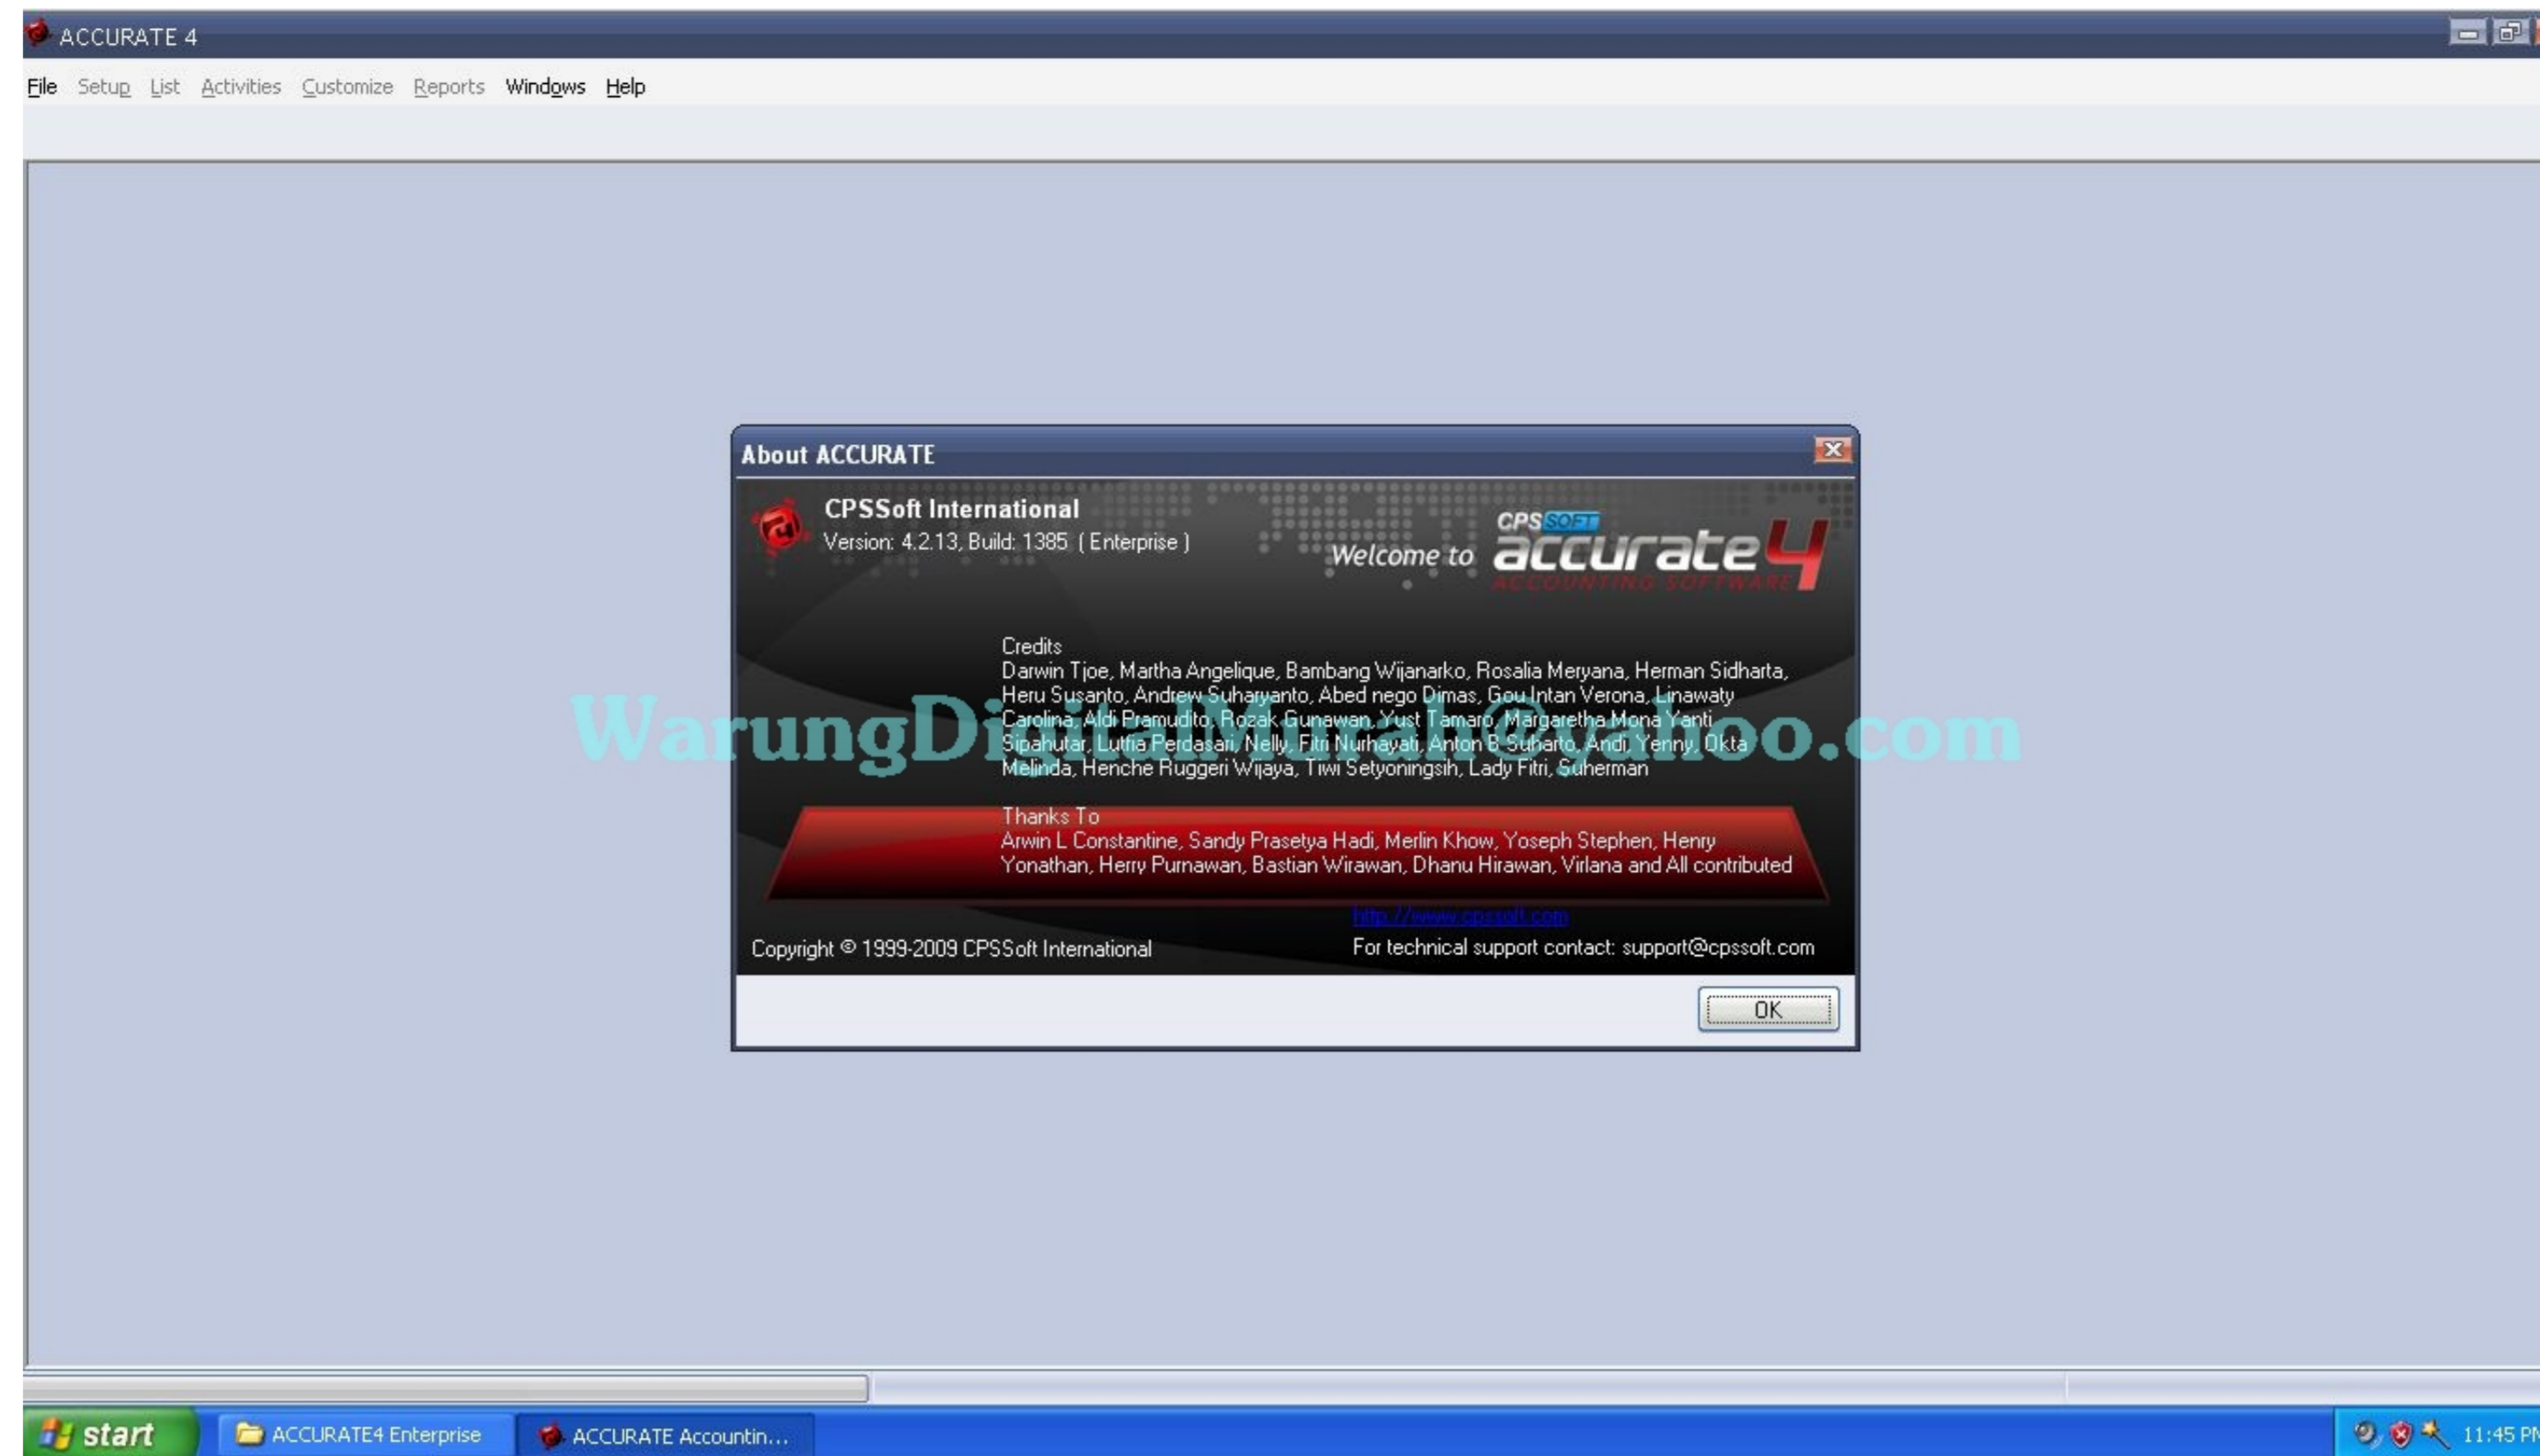 ACCURATE 4
File Setup List Activities Customize Reports Windows Help
About ACCURATE
CPSSoft International
Version: 4.2.13, Build: 1385 ( Enterprise )
Welcome to
CPSSOFT
accurate 4
ACCOUNTING SOFTWARE
Credits
Darwin Tjoe, Martha Angelique, Bambang Wijanarko, Rosalia Meryana, Herman Sidharta,
Heru Susanto, Andrew Suharyanto, Abed nego Dimas, Gou Intan Verona, Linawaty
Carolina, Aldi Pramudito, Rozak Gunawan, Yust Tamaro, Margaretha Mona Yanti
Sipahutar, Lutfia Perdasari, Nelly, Fitri Nurhayati, Anton B Suharto, Andi, Yenny, Okta
Melinda, Henche Ruggeri Wijaya, Tiwi Setyoningsih, Lady Fitri, Suherman
WarungDigitalMurah@yahoo.com
Thanks To
Arwin L Constantine, Sandy Prasetya Hadi, Merlin Khow, Yoseph Stephen, Henry
Yonathan, Herry Purnawan, Bastian Wirawan, Dhanu Hirawan, Virlana and All contributed
http://www.cpssoft.com
Copyright © 1999-2009 CPSSoft International
For technical support contact: support@cpssoft.com
OK
start
ACCURATE4 Enterprise
ACCURATE Accountin...
11:45 PM